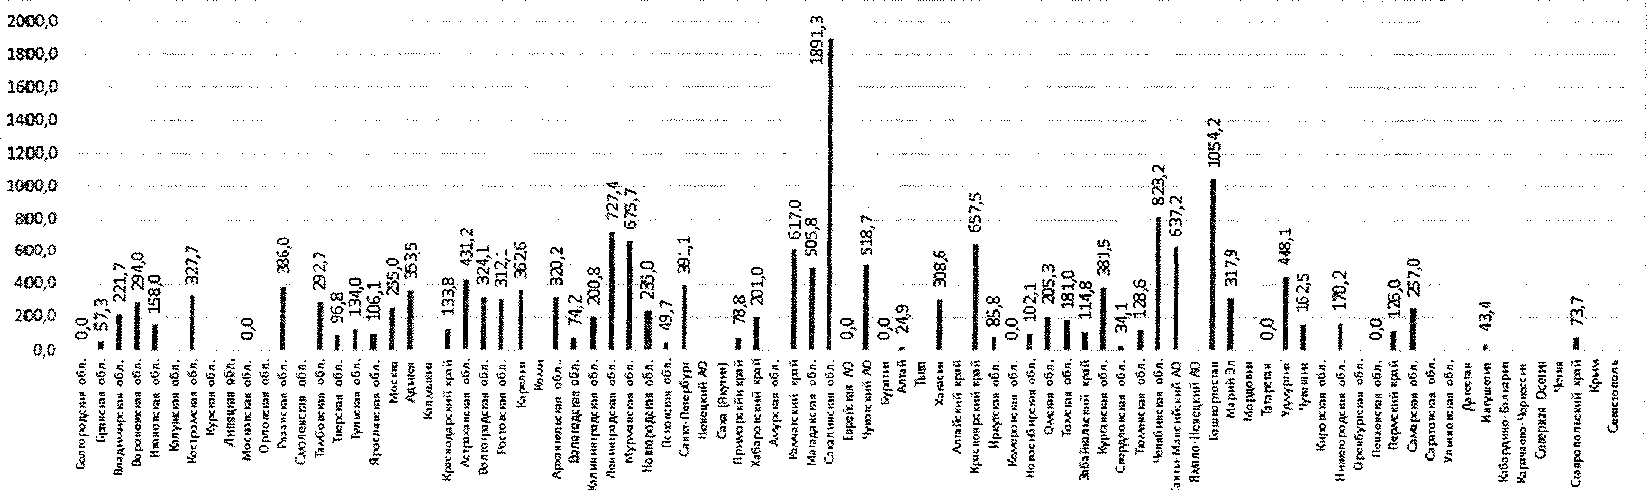 2000,0
1800,0
1600,0
1400,0
1200,0
1000,0
800,0
600,0
400,0
200,0
0,0
0,0
57,3
221,7
294,0
158,0
327,7
0,0
386,0
292,7
96,8
134,0
106,1
255,0
353,5
133,8
431,2
324,1
312,1
362,6
320,2
74,2
200,8
727,4
675,7
235,0
49,7
391,1
78,8
201,0
617,0
505,8
1891,3
0,0
518,7
0,0
24,9
308,6
657,5
85,8
0,0
102,1
205,3
181,0
114,8
381,5
34,1
128,6
823,2
637,2
1054,2
317,9
0,0
448,1
162,5
170,2
0,0
126,0
257,0
43,4
73,7
Белгородская обл.
Брянская обл.
Владимирская обл.
Воронежская обл.
Ивановская обл.
Калужская обл.
Костромская обл.
Курская обл.
Липецкая обл.
Московская обл.
Орловская обл.
Рязанская обл.
Смоленская обл.
Тамбовская обл.
Тверская обл.
Тульская обл.
Ярославская обл.
Москва
Адыгея
Калмыкия
Краснодарский край
Астраханская обл.
Волгоградская обл.
Ростовская обл.
Карелия
Коми
Архангельская обл.
Вологодская обл.
Калининградская обл.
Ленинградская обл.
Мурманская обл.
Новгородская обл.
Псковская обл.
Санкт-Петербург
Ненецкий АО
Саха (Якутия)
Приморский край
Хабаровский край
Амурская обл.
Камчатский край
Магаданская обл.
Сахалинская обл.
Еврейская АО
Чукотский АО
Бурятия
Алтай
Тыва
Хакасия
Алтайский край
Красноярский край
Иркутская обл.
Кемеровская обл.
Новосибирская обл.
Омская обл.
Томская обл.
Забайкальский край
Курганская обл.
Свердловская обл.
Тюменская обл.
Челябинская обл.
Ханты-Мансийский АО
Ямало-Ненецкий АО
Башкортостан
Марий Эл
Мордовия
Татарстан
Удмуртия
Чувашия
Кировская обл.
Нижегородская обл.
Оренбургская обл.
Пензенская обл.
Пермский край
Самарская обл.
Саратовская обл.
Ульяновская обл.
Дагестан
Ингушетия
Кабардино-Балкария
Карачаево-Черкессия
Северная Осетия
Чечня
Ставропольский край
Крым
Севастополь